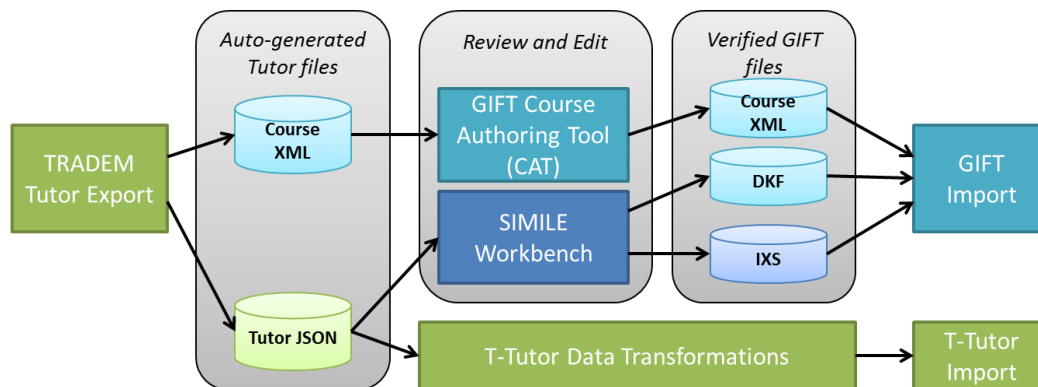 Auto-generated
Tutor files
Review and Edit
Verified GIFT
files
TRADEM
Tutor Export
Course
XML
GIFT Course
Authoring Tool
(CAT)
Course
XML
DKF
GIFT
Import
SIMILE
Workbench
IXS
Tutor JSON
T-Tutor Data Transformations
T-Tutor
Import